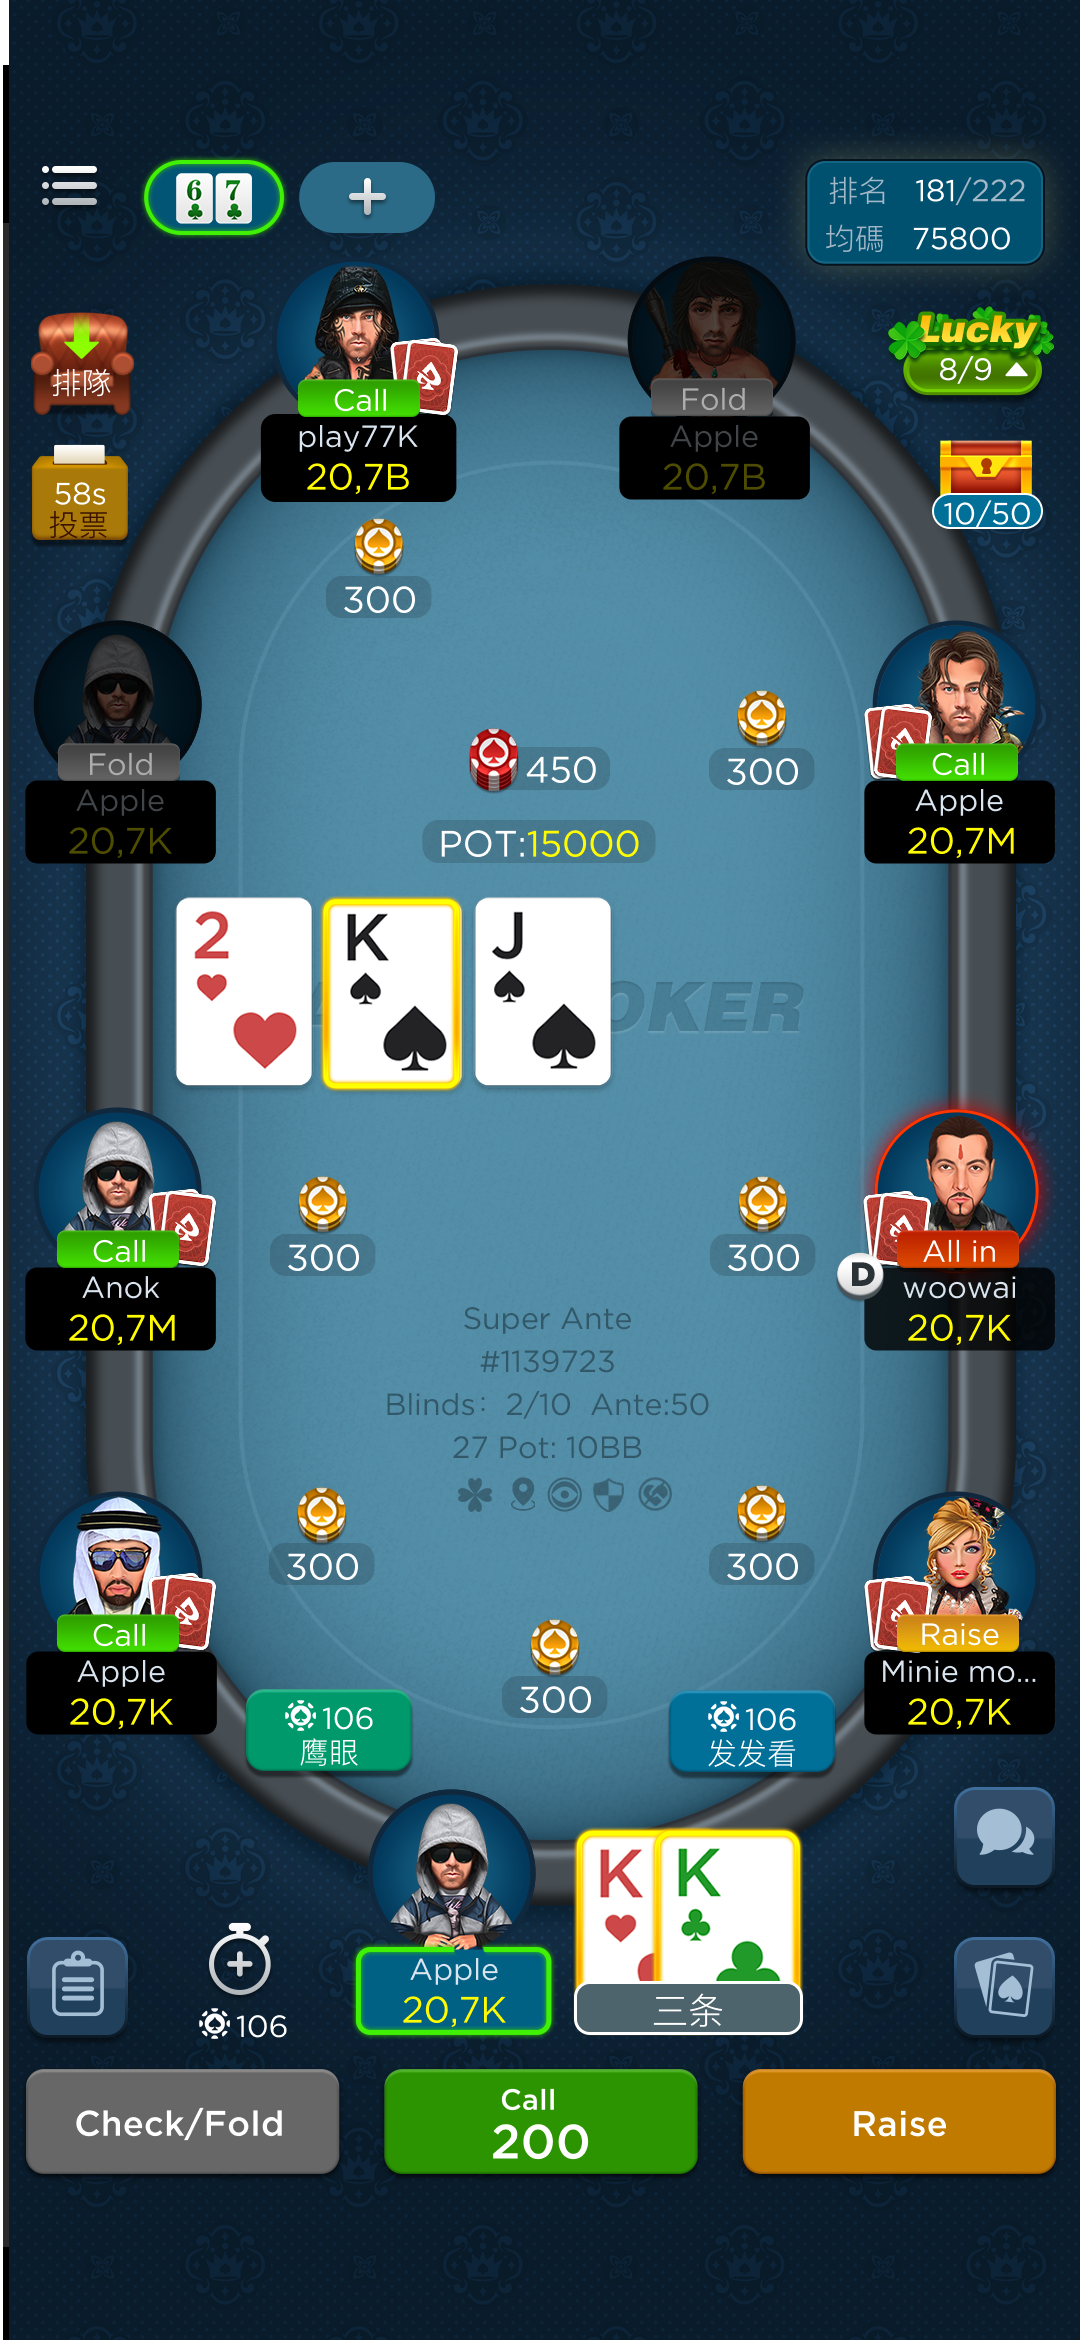 6 7
+
排名 181/222
均碼 75800
排隊
Lucky
8/9
Call
play77K
20,7B
Fold
Apple
20,7B
58s
投票
10/50
300
Fold
Apple
20,7K
450
300
Call
Apple
20,7M
POT:15000
2 K J
OKER
Call
Anok
20,7M
300
300
All in
D
woowai
20,7K
Super Ante
#1139723
Blinds: 2/10 Ante:50
27 Pot: 10BB
Call
Apple
20,7K
300
300
Raise
Minie mo...
20,7K
300
106
鹰眼
106
发发看
K K
Apple
20,7K
三条
106
Check/Fold
Call
200
Raise